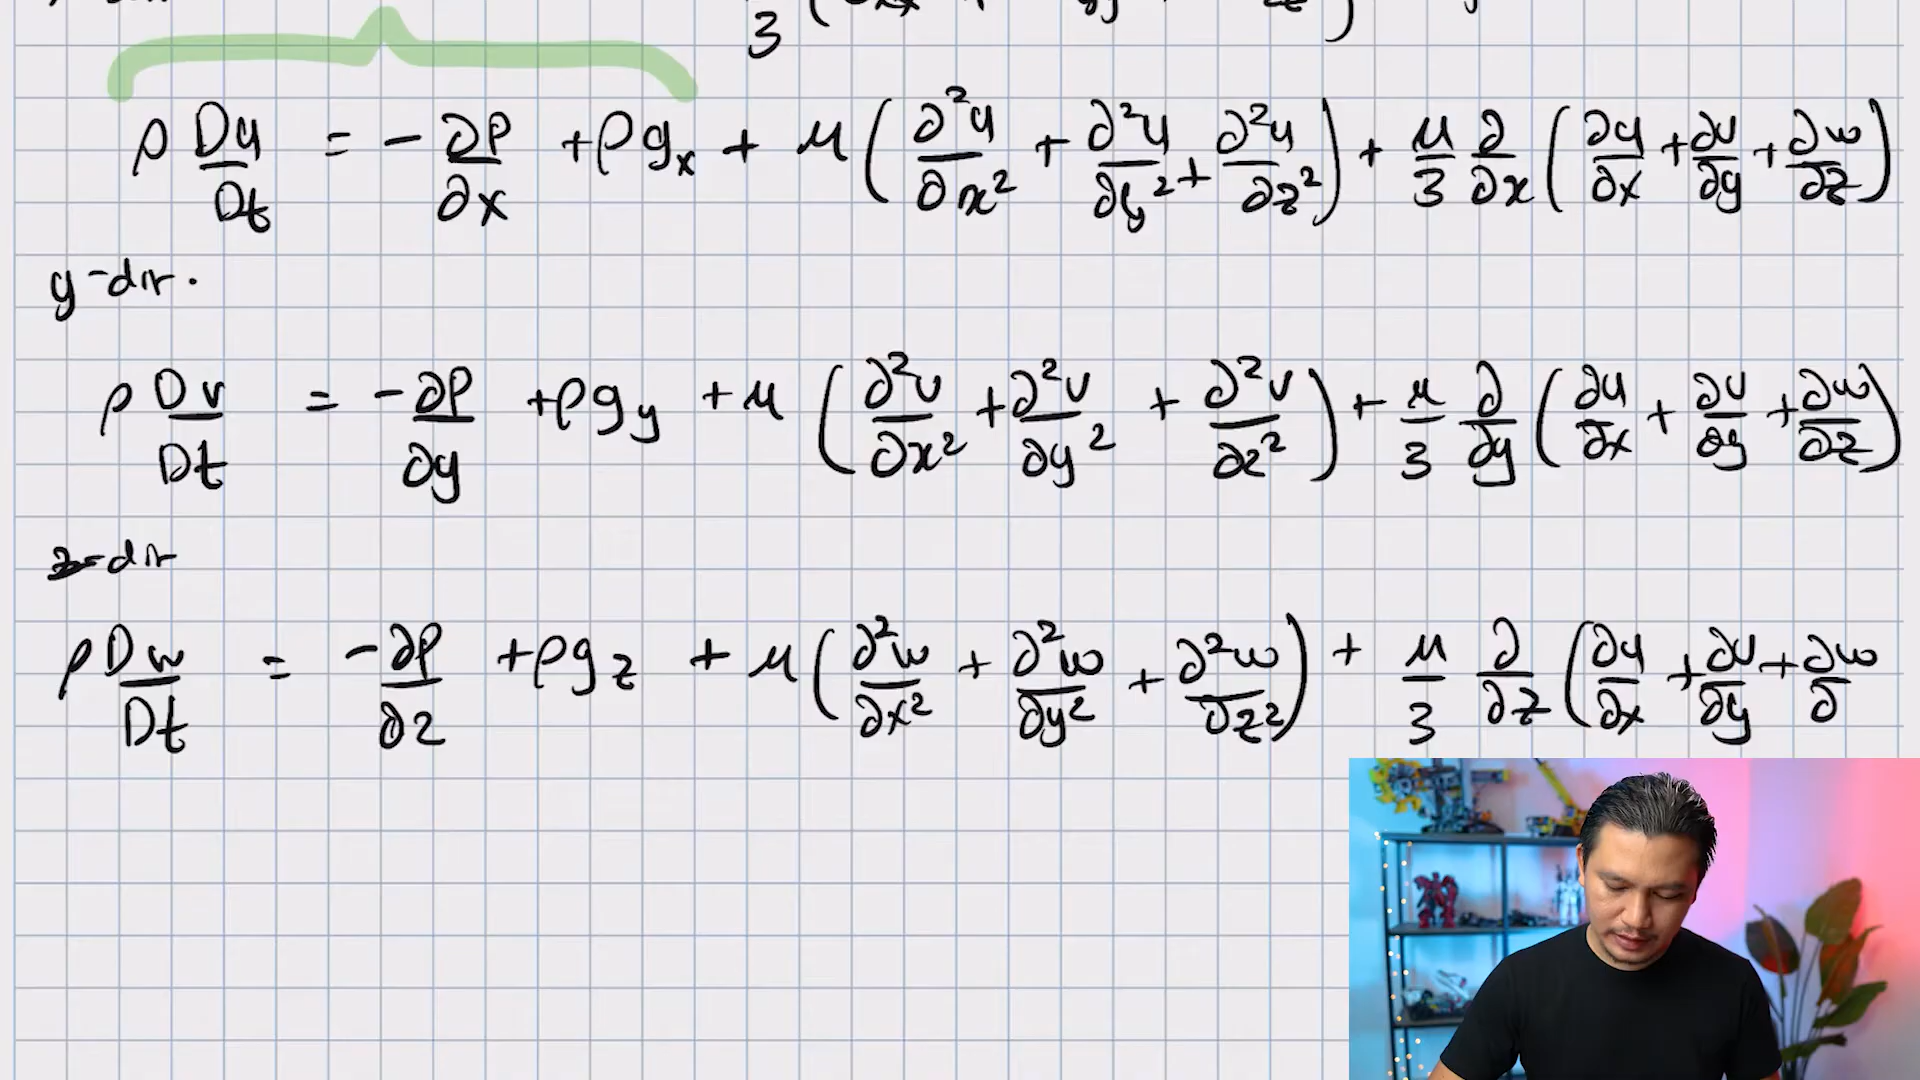 3
ρ Du/Dt = - ∂P/∂x + ρg_x + μ(∂²u/∂x² + ∂²u/∂y² + ∂²u/∂z²) + μ/3 ∂/∂x (∂u/∂x + ∂v/∂y + ∂w/∂z)
y-dir.
ρ Dv/Dt = - ∂P/∂y + ρg_y + μ (∂²v/∂x² + ∂²v/∂y² + ∂²v/∂z²) + μ/3 ∂/∂y (∂u/∂x + ∂v/∂y + ∂w/∂z)
z-dir
ρ Dw/Dt = - ∂P/∂z + ρg_z + μ(∂²w/∂x² + ∂²w/∂y² + ∂²w/∂z²) + μ/3 ∂/∂z (∂u/∂x + ∂v/∂y + ∂w/∂